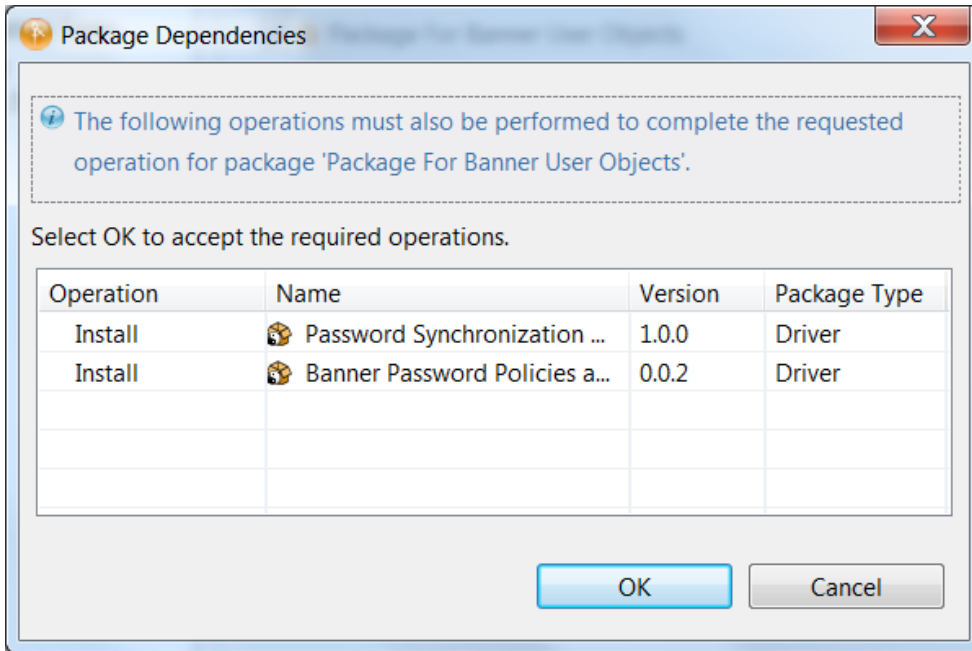 Package Dependencies
The following operations must also be performed to complete the requested
operation for package 'Package For Banner User Objects'.
Select OK to accept the required operations.
Operation Name Version Package Type
Install Password Synchronization ... 1.0.0 Driver
Install Banner Password Policies a... 0.0.2 Driver
OK Cancel